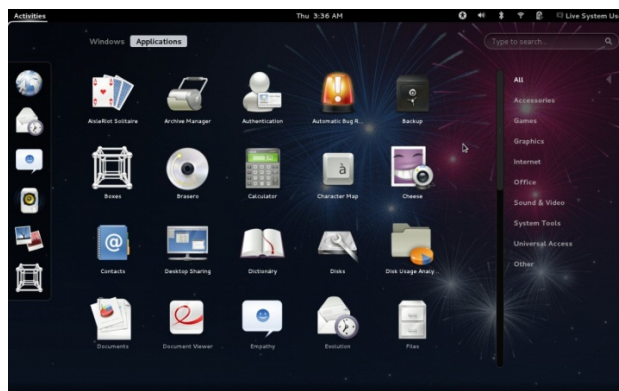 Activities Thu 3:36 AM Live System Us
Windows Applications Type to search...
AisleRiot Solitaire Archive Manager Authentication Automatic Bug R... Backup
Boxes Brasero Calculator Character Map Cheese
Contacts Desktop Sharing Dictionary Disks Disk Usage Analy...
Documents Document Viewer Empathy Evolution Files
All
Accessories
Games
Graphics
Internet
Office
Sound & Video
System Tools
Universal Access
Other